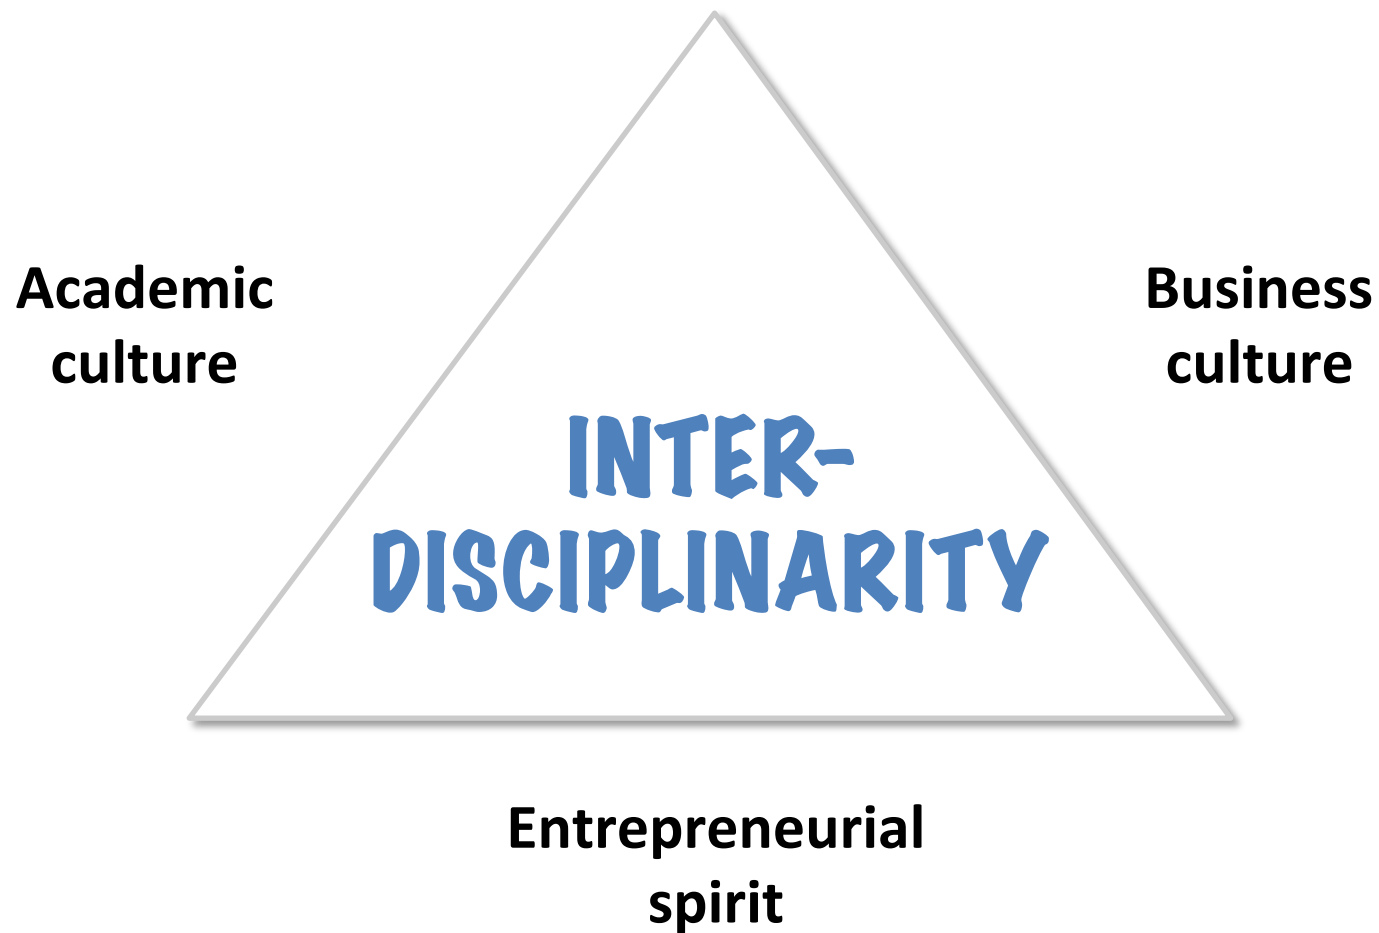 Academic
culture
Business
culture
INTER-
DISCIPLINARITY
Entrepreneurial
spirit